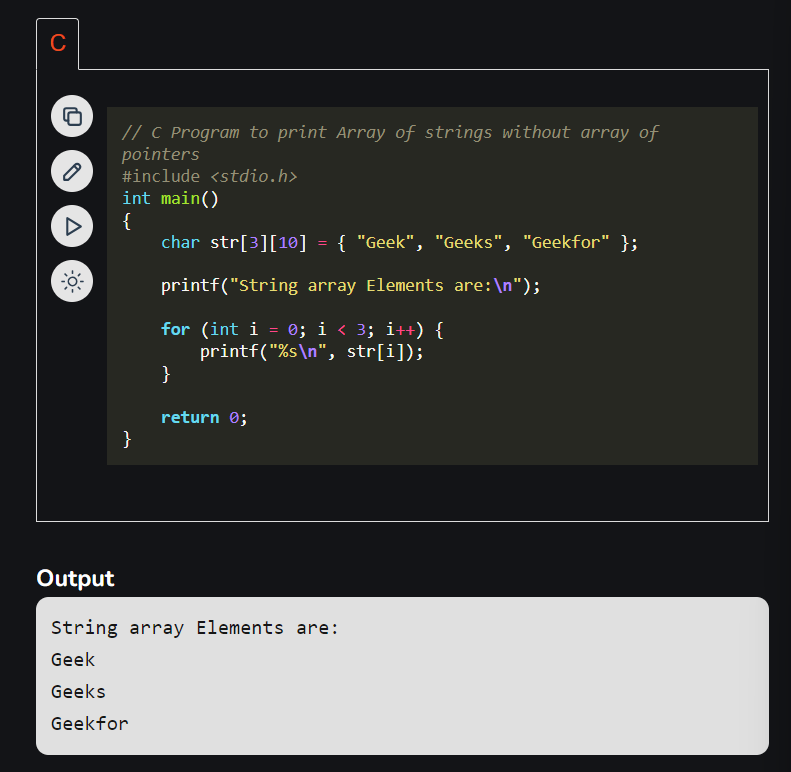 C
// C Program to print Array of strings without array of
pointers
#include <stdio.h>
int main()
{
    char str[3][10] = { "Geek", "Geeks", "Geekfor" };
    printf("String array Elements are:\n");
    for (int i = 0; i < 3; i++) {
        printf("%s\n", str[i]);
    }
    return 0;
}
Output
String array Elements are:
Geek
Geeks
Geekfor